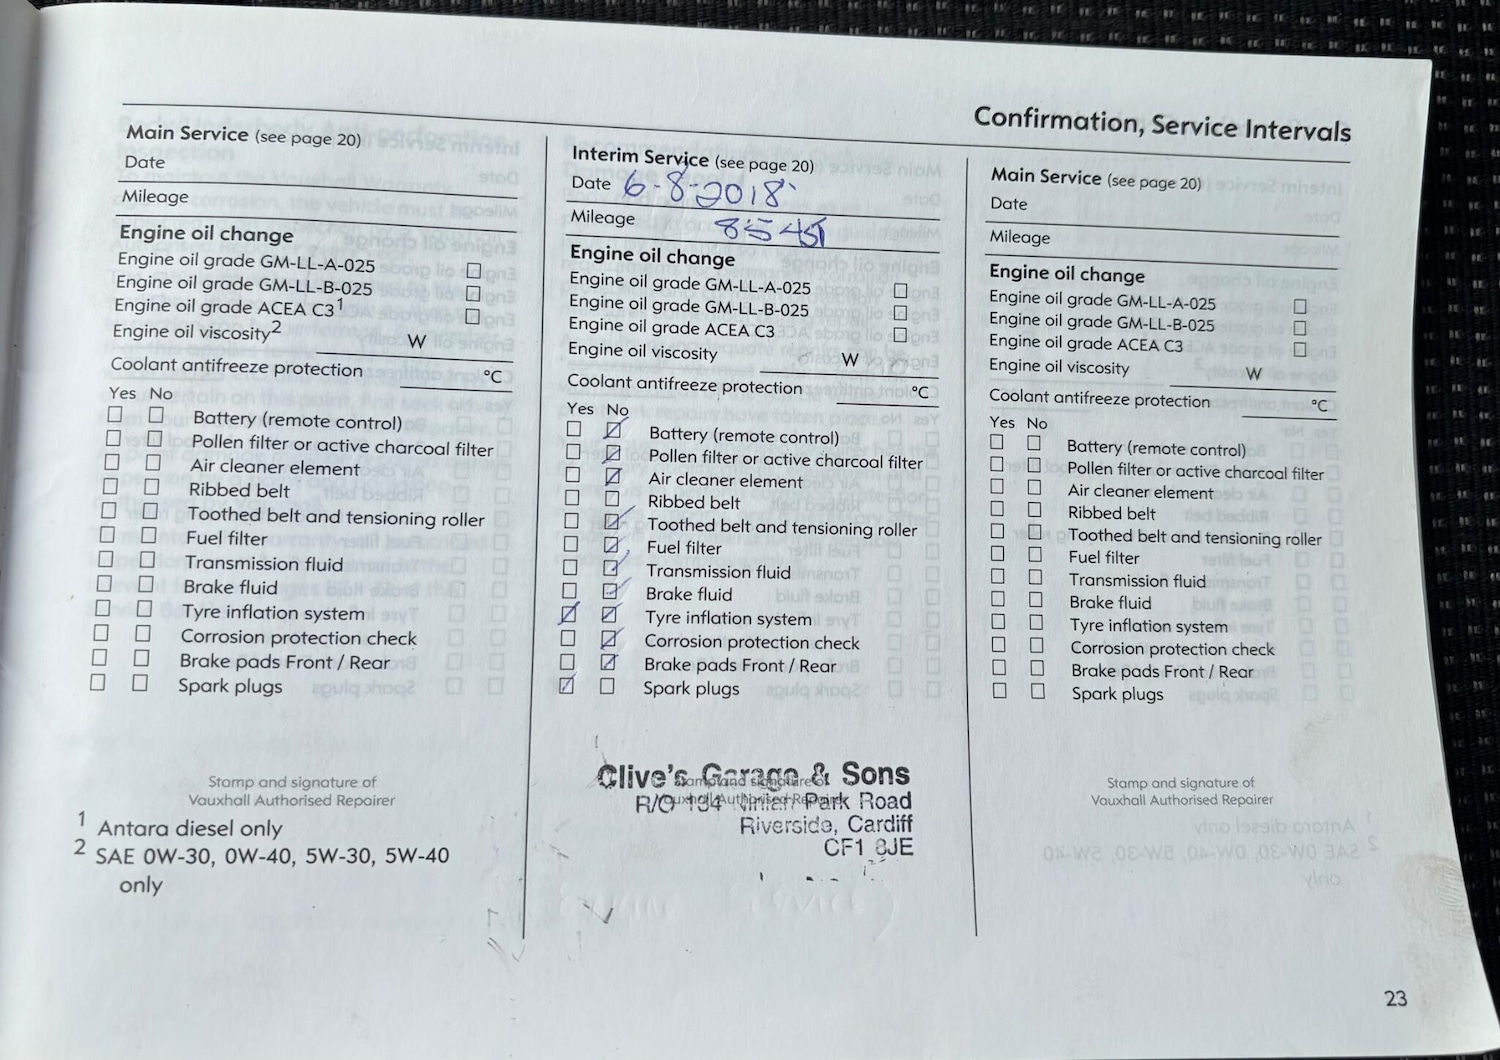 Confirmation, Service Intervals
Main Service (see page 20)
Date
Mileage
Engine oil change
Engine oil grade GM-LL-A-025
Engine oil grade GM-LL-B-025
Engine oil grade ACEA C3¹
Engine oil viscosity² W
Coolant antifreeze protection °C
Yes No
Battery (remote control)
Pollen filter or active charcoal filter
Air cleaner element
Ribbed belt
Toothed belt and tensioning roller
Fuel filter
Transmission fluid
Brake fluid
Tyre inflation system
Corrosion protection check
Brake pads Front / Rear
Spark plugs
Stamp and signature of
Vauxhall Authorised Repairer
1 Antara diesel only
2 SAE 0W-30, 0W-40, 5W-30, 5W-40
only
Interim Service (see page 20)
Date 6-8-2018
Mileage
Engine oil change
Engine oil grade GM-LL-A-025
Engine oil grade GM-LL-B-025
Engine oil grade ACEA C3
Engine oil viscosity W
Coolant antifreeze protection °C
Yes No
Battery (remote control)
Pollen filter or active charcoal filter
Air cleaner element
Ribbed belt
Toothed belt and tensioning roller
Fuel filter
Transmission fluid
Brake fluid
Tyre inflation system
Corrosion protection check
Brake pads Front / Rear
Spark plugs
Stamp and signature of
Vauxhall Authorised Repairer
Clive's Garage & Sons
R/O 134 Ninian Park Road
Riverside, Cardiff
CF1 8JE
Main Service (see page 20)
Date
Mileage
Engine oil change
Engine oil grade GM-LL-A-025
Engine oil grade GM-LL-B-025
Engine oil grade ACEA C3
Engine oil viscosity W
Coolant antifreeze protection °C
Yes No
Battery (remote control)
Pollen filter or active charcoal filter
Air cleaner element
Ribbed belt
Toothed belt and tensioning roller
Fuel filter
Transmission fluid
Brake fluid
Tyre inflation system
Corrosion protection check
Brake pads Front / Rear
Spark plugs
Stamp and signature of
Vauxhall Authorised Repairer
23